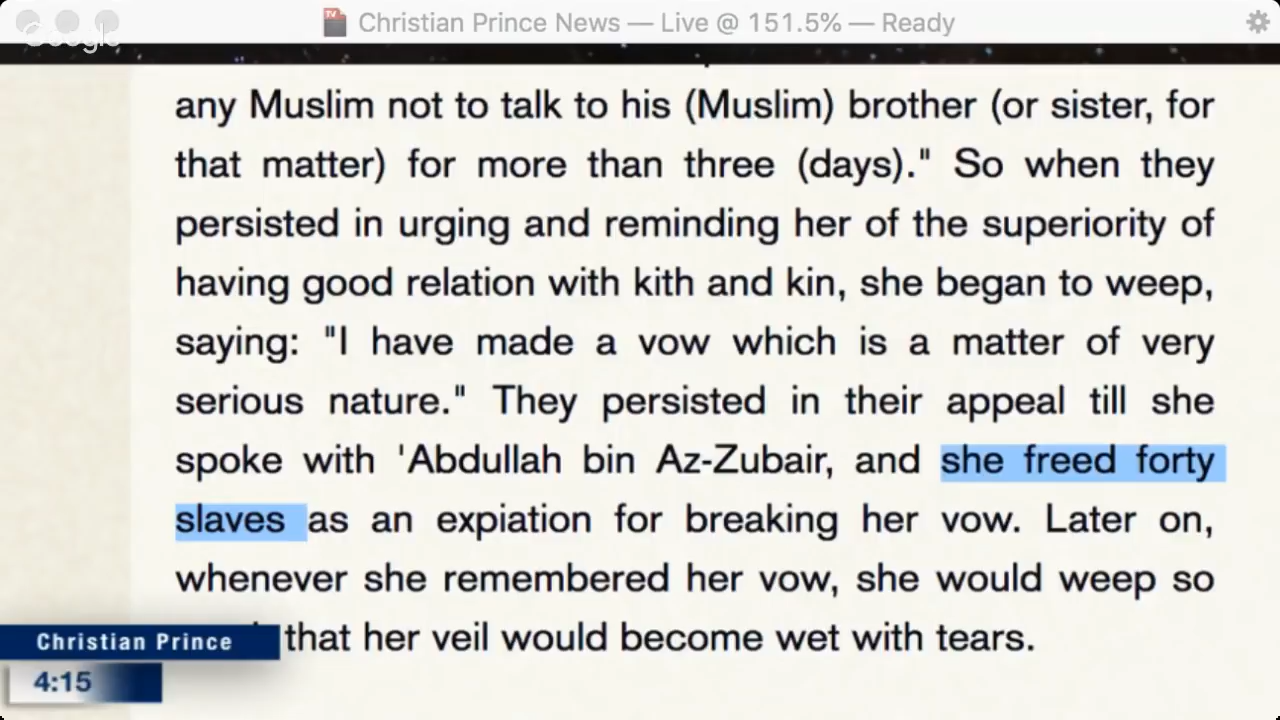 Christian Prince News — Live @ 151.5% — Ready
Google
any Muslim not to talk to his (Muslim) brother (or sister, for
that matter) for more than three (days)." So when they
persisted in urging and reminding her of the superiority of
having good relation with kith and kin, she began to weep,
saying: "I have made a vow which is a matter of very
serious nature." They persisted in their appeal till she
spoke with 'Abdullah bin Az-Zubair, and she freed forty
slaves as an expiation for breaking her vow. Later on,
whenever she remembered her vow, she would weep so
that her veil would become wet with tears.
Christian Prince
4:15